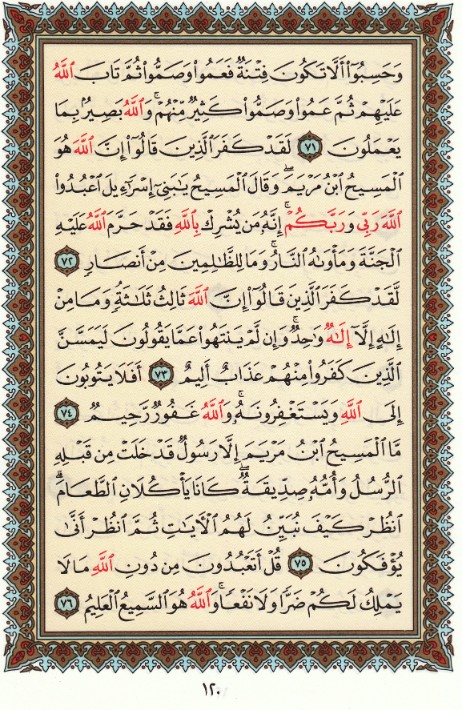 وَحَسِبُوٓا۟ أَلَّا تَكُونَ فِتْنَةٌ فَعَمُوا۟ وَصَمُّوا۟ ثُمَّ تَابَ ٱللَّهُ
عَلَيْهِمْ ثُمَّ عَمُوا۟ وَصَمُّوا۟ كَثِيرٌ مِّنْهُمْ ۚ وَٱللَّهُ بَصِيرٌۢ بِمَا
يَعْمَلُونَ ٧١ لَقَدْ كَفَرَ ٱلَّذِينَ قَالُوٓا۟ إِنَّ ٱللَّهَ هُوَ
ٱلْمَسِيحُ ٱبْنُ مَرْيَمَ ۖ وَقَالَ ٱلْمَسِيحُ يَٰبَنِىٓ إِسْرَٰٓءِيلَ ٱعْبُدُوا۟
ٱللَّهَ رَبِّى وَرَبَّكُمْ ۖ إِنَّهُۥ مَن يُشْرِكْ بِٱللَّهِ فَقَدْ حَرَّمَ ٱللَّهُ عَلَيْهِ
ٱلْجَنَّةَ وَمَأْوَىٰهُ ٱلنَّارُ ۖ وَمَا لِلظَّٰلِمِينَ مِنْ أَنصَارٍ ٧٢
لَّقَدْ كَفَرَ ٱلَّذِينَ قَالُوٓا۟ إِنَّ ٱللَّهَ ثَالِثُ ثَلَٰثَةٍ ۘ وَمَا مِنْ
إِلَٰهٍ إِلَّآ إِلَٰهٌ وَٰحِدٌ ۚ وَإِن لَّمْ يَنتَهُوا۟ عَمَّا يَقُولُونَ لَيَمَسَّنَّ
ٱلَّذِينَ كَفَرُوا۟ مِنْهُمْ عَذَابٌ أَلِيمٌ ٧٣ أَفَلَا يَتُوبُونَ
إِلَى ٱللَّهِ وَيَسْتَغْفِرُونَهُۥ ۚ وَٱللَّهُ غَفُورٌ رَّحِيمٌ ٧٤
مَّا ٱلْمَسِيحُ ٱبْنُ مَرْيَمَ إِلَّا رَسُولٌ قَدْ خَلَتْ مِن قَبْلِهِ
ٱلرُّسُلُ وَأُمُّهُۥ صِدِّيقَةٌ ۖ كَانَا يَأْكُلَانِ ٱلطَّعَامَ ۗ
ٱنظُرْ كَيْفَ نُبَيِّنُ لَهُمُ ٱلْءَايَٰتِ ثُمَّ ٱنظُرْ أَنَّىٰ
يُؤْفَكُونَ ٧٥ قُلْ أَتَعْبُدُونَ مِن دُونِ ٱللَّهِ مَا لَا
يَمْلِكُ لَكُمْ ضَرًّا وَلَا نَفْعًا ۚ وَٱللَّهُ هُوَ ٱلسَّمِيعُ ٱلْعَلِيمُ ٧٦
١٢٠